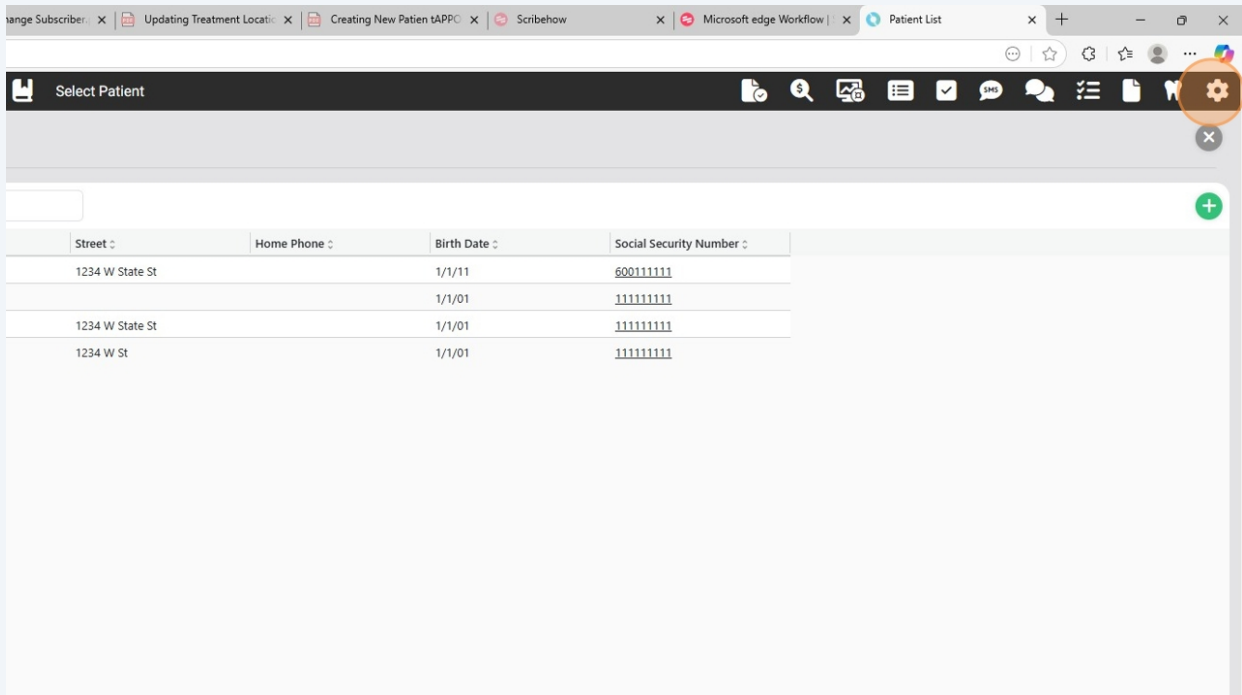 ange Subscriber.
Updating Treatment Locatio
Creating New Patien tAPPO
Scribehow
Microsoft edge Workflow |
Patient List
Select Patient
SMS
Street
Home Phone
Birth Date
Social Security Number
1234 W State St
1/1/11
600111111
1/1/01
111111111
1234 W State St
1/1/01
111111111
1234 W St
1/1/01
111111111